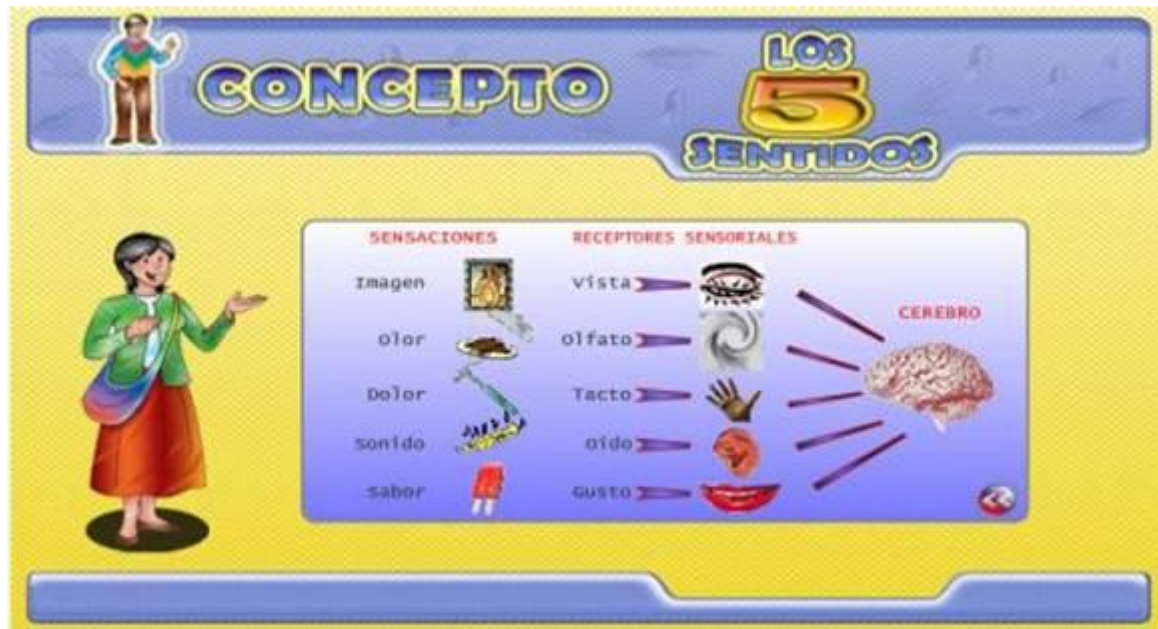 CONCEPTO
LOS
5
SENTIDOS
SENSACIONES RECEPTORES SENSORIALES
Imagen Vista
CEREBRO
Olor Olfato
Dolor Tacto
Sonido Oído
Sabor Gusto